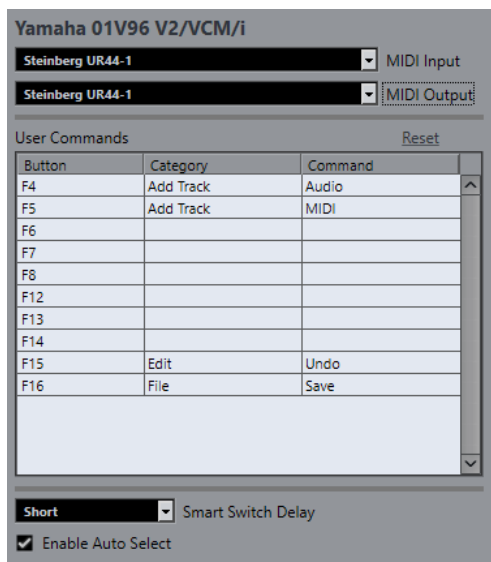 Yamaha 01V96 V2/VCM/i
Steinberg UR44-1 MIDI Input
Steinberg UR44-1 MIDI Output
User Commands Reset
Button Category Command
F4 Add Track Audio
F5 Add Track MIDI
F6
F7
F8
F12
F13
F14
F15 Edit Undo
F16 File Save
Short Smart Switch Delay
Enable Auto Select